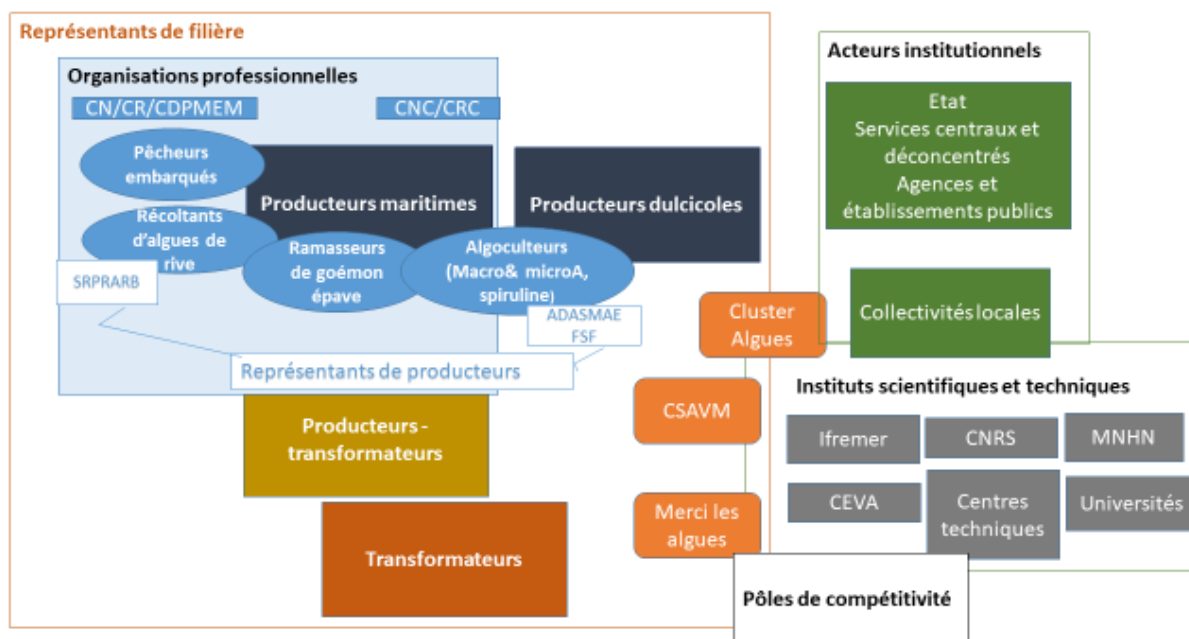 Représentants de filière
Organisations professionnelles
CN/CR/CDPMEM
CNC/CRC
Pêcheurs
embarqués
Producteurs maritimes
Producteurs dulcicoles
Récoltants
d'algues de
rive
Ramasseurs
de goémon
épave
Algoculteurs
(Macro& microA,
spiruline)
SRPRARB
ADASMAE
FSF
Représentants de producteurs
Producteurs -
transformateurs
Transformateurs
Cluster
Algues
CSAVM
Merci les
algues
Acteurs institutionnels
Etat
Services centraux et
déconcentrés
Agences et
établissements publics
Collectivités locales
Instituts scientifiques et techniques
Ifremer
CNRS
MNHN
CEVA
Centres
techniques
Universités
Pôles de compétitivité